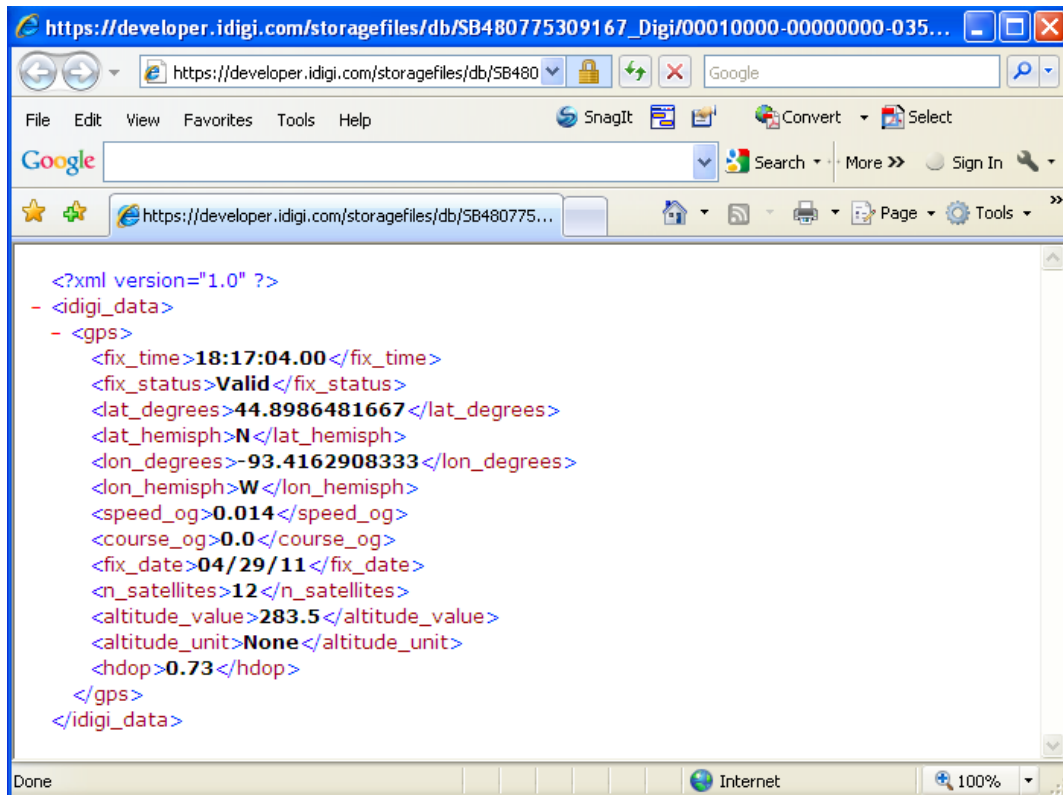 https://developer.idigi.com/storagefiles/db/SB480775309167_Digi/00010000-00000000-035...
https://developer.idigi.com/storagefiles/db/SB480
Google
File Edit View Favorites Tools Help SnagIt Convert Select
Google Search More >> Sign In
https://developer.idigi.com/storagefiles/db/SB480775... Page Tools »
<?xml version="1.0" ?>
- <idigi_data>
- <gps>
<fix_time>18:17:04.00</fix_time>
<fix_status>Valid</fix_status>
<lat_degrees>44.8986481667</lat_degrees>
<lat_hemisph>N</lat_hemisph>
<lon_degrees>-93.4162908333</lon_degrees>
<lon_hemisph>W</lon_hemisph>
<speed_og>0.014</speed_og>
<course_og>0.0</course_og>
<fix_date>04/29/11</fix_date>
<n_satellites>12</n_satellites>
<altitude_value>283.5</altitude_value>
<altitude_unit>None</altitude_unit>
<hdop>0.73</hdop>
</gps>
</idigi_data>
Done Internet 100%